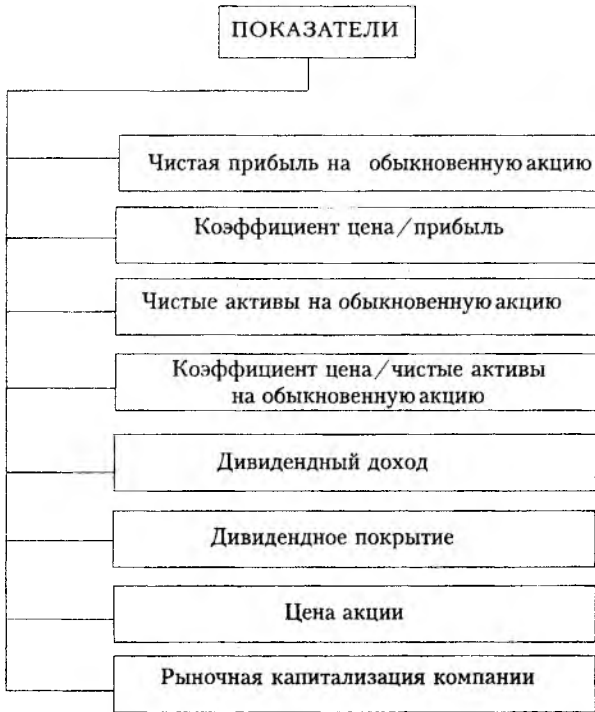 ПОКАЗАТЕЛИ
Чистая прибыль на обыкновенную акцию
Коэффициент цена/прибыль
Чистые активы на обыкновенную акцию
Коэффициент цена/чистые активы
на обыкновенную акцию
Дивидендный доход
Дивидендное покрытие
Цена акции
Рыночная капитализация компании